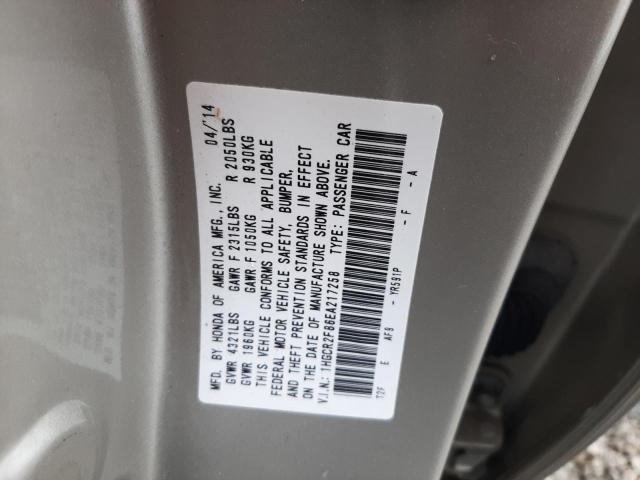 MFD. BY HONDA OF AMERICA MFG., INC. 04/'14
GVWR 4321LBS GAWR F 2315LBS R 2050LBS
GVWR 1960KG GAWR F 1050KG R 930KG
THIS VEHICLE CONFORMS TO ALL APPLICABLE
FEDERAL MOTOR VEHICLE SAFETY, BUMPER,
AND THEFT PREVENTION STANDARDS IN EFFECT
ON THE DATE OF MANUFACTURE SHOWN ABOVE.
V.I.N.: 1HGCR2F86EA217258 TYPE: PASSENGER CAR
T2F E AF9 - YR591P - F - A